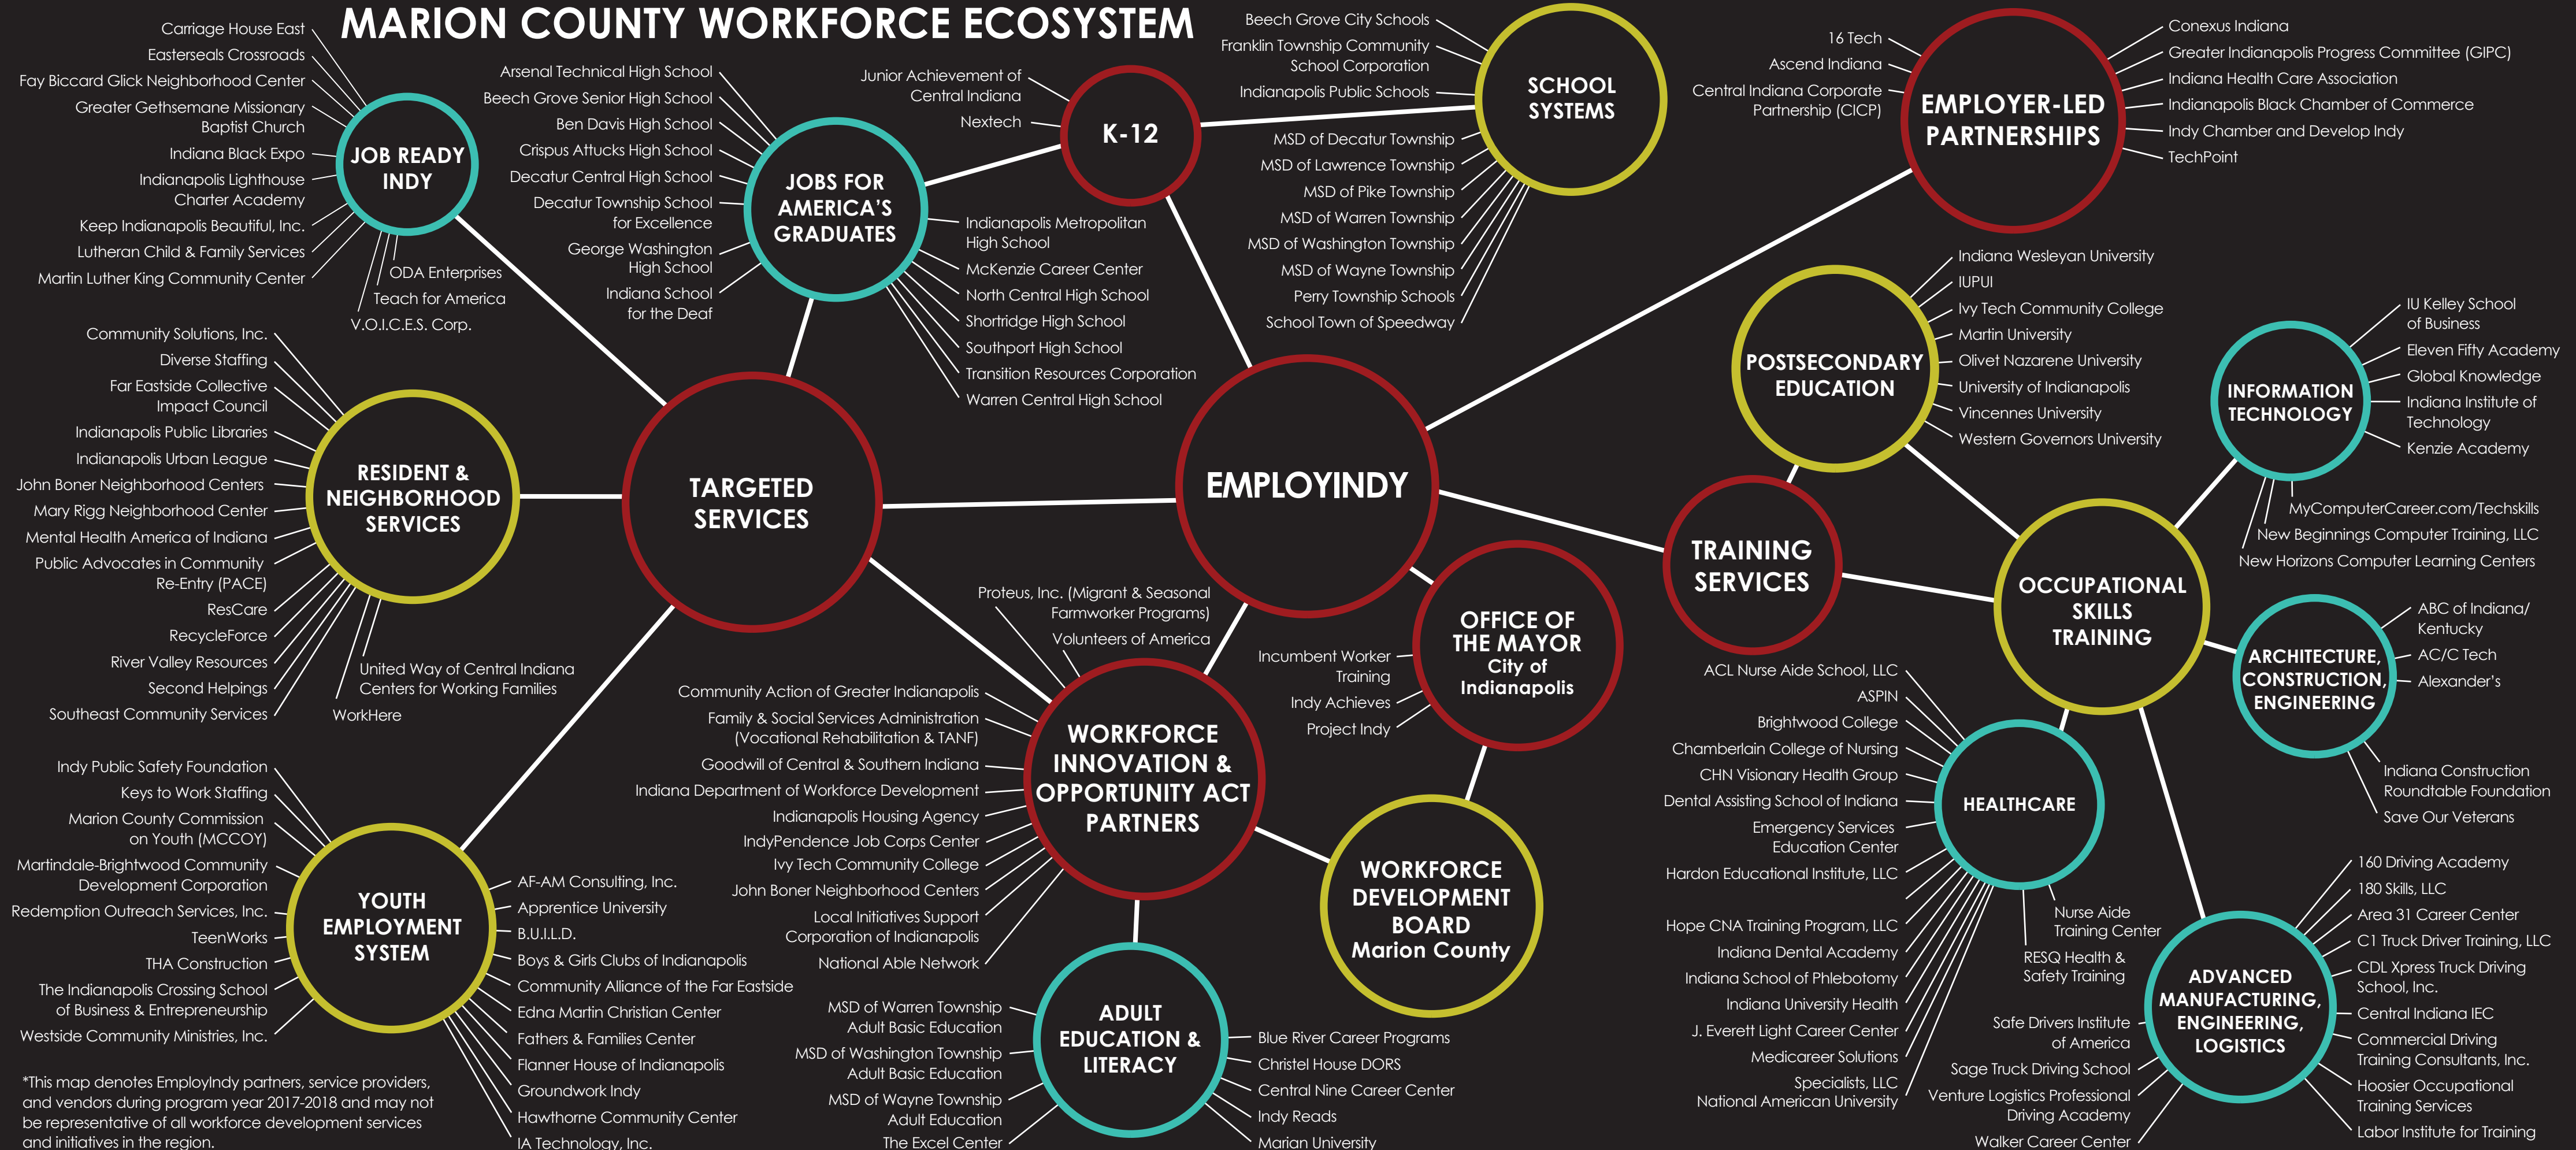 MARION COUNTY WORKFORCE ECOSYSTEM
Carriage House East
Easterseals Crossroads
Fay Biccard Glick Neighborhood Center
Greater Gethsemane Missionary
Baptist Church
Indiana Black Expo
Indianapolis Lighthouse
Charter Academy
Keep Indianapolis Beautiful, Inc.
Lutheran Child & Family Services
Martin Luther King Community Center
JOB READY
INDY
ODA Enterprises
Teach for America
V.O.I.C.E.S. Corp.
Arsenal Technical High School
Beech Grove Senior High School
Ben Davis High School
Crispus Attucks High School
Decatur Central High School
Decatur Township School
for Excellence
George Washington
High School
Indiana School
for the Deaf
JOBS FOR
AMERICA'S
GRADUATES
Indianapolis Metropolitan
High School
McKenzie Career Center
North Central High School
Shortridge High School
Southport High School
Transition Resources Corporation
Warren Central High School
Junior Achievement of
Central Indiana
Nextech
K-12
Beech Grove City Schools
Franklin Township Community
School Corporation
Indianapolis Public Schools
MSD of Decatur Township
MSD of Lawrence Township
MSD of Pike Township
MSD of Warren Township
MSD of Washington Township
MSD of Wayne Township
Perry Township Schools
School Town of Speedway
SCHOOL
SYSTEMS
16 Tech
Ascend Indiana
Central Indiana Corporate
Partnership (CICP)
EMPLOYER-LED
PARTNERSHIPS
Conexus Indiana
Greater Indianapolis Progress Committee (GIPC)
Indiana Health Care Association
Indianapolis Black Chamber of Commerce
Indy Chamber and Develop Indy
TechPoint
Community Solutions, Inc.
Diverse Staffing
Far Eastside Collective
Impact Council
Indianapolis Public Libraries
Indianapolis Urban League
John Boner Neighborhood Centers
Mary Rigg Neighborhood Center
Mental Health America of Indiana
Public Advocates in Community
Re-Entry (PACE)
ResCare
RecycleForce
River Valley Resources
Second Helpings
Southeast Community Services
RESIDENT &
NEIGHBORHOOD
SERVICES
United Way of Central Indiana
Centers for Working Families
WorkHere
TARGETED
SERVICES
EMPLOYINDY
POSTSECONDARY
EDUCATION
Indiana Wesleyan University
IUPUI
Ivy Tech Community College
Martin University
Olivet Nazarene University
University of Indianapolis
Vincennes University
Western Governors University
INFORMATION
TECHNOLOGY
IU Kelley School
of Business
Eleven Fifty Academy
Global Knowledge
Indiana Institute of
Technology
Kenzie Academy
MyComputerCareer.com/Techskills
New Beginnings Computer Training, LLC
New Horizons Computer Learning Centers
TRAINING
SERVICES
OCCUPATIONAL
SKILLS
TRAINING
ARCHITECTURE,
CONSTRUCTION,
ENGINEERING
ABC of Indiana/
Kentucky
AC/C Tech
Alexander's
Indiana Construction
Roundtable Foundation
Save Our Veterans
OFFICE OF
THE MAYOR
City of
Indianapolis
Incumbent Worker
Training
Indy Achieves
Project Indy
Proteus, Inc. (Migrant & Seasonal
Farmworker Programs)
Volunteers of America
Community Action of Greater Indianapolis
Family & Social Services Administration
(Vocational Rehabilitation & TANF)
Goodwill of Central & Southern Indiana
Indiana Department of Workforce Development
Indianapolis Housing Agency
IndyPendence Job Corps Center
Ivy Tech Community College
John Boner Neighborhood Centers
Local Initiatives Support
Corporation of Indianapolis
National Able Network
WORKFORCE
INNOVATION &
OPPORTUNITY ACT
PARTNERS
WORKFORCE
DEVELOPMENT
BOARD
Marion County
ACL Nurse Aide School, LLC
ASPIN
Brightwood College
Chamberlain College of Nursing
CHN Visionary Health Group
Dental Assisting School of Indiana
Emergency Services
Education Center
Hardon Educational Institute, LLC
Hope CNA Training Program, LLC
Indiana Dental Academy
Indiana School of Phlebotomy
Indiana University Health
J. Everett Light Career Center
Medicareer Solutions
Specialists, LLC
National American University
HEALTHCARE
Nurse Aide
Training Center
RESQ Health &
Safety Training
Indy Public Safety Foundation
Keys to Work Staffing
Marion County Commission
on Youth (MCCOY)
Martindale-Brightwood Community
Development Corporation
Redemption Outreach Services, Inc.
TeenWorks
THA Construction
The Indianapolis Crossing School
of Business & Entrepreneurship
Westside Community Ministries, Inc.
YOUTH
EMPLOYMENT
SYSTEM
AF-AM Consulting, Inc.
Apprentice University
B.U.I.L.D.
Boys & Girls Clubs of Indianapolis
Community Alliance of the Far Eastside
Edna Martin Christian Center
Fathers & Families Center
Flanner House of Indianapolis
Groundwork Indy
Hawthorne Community Center
IA Technology, Inc.
MSD of Warren Township
Adult Basic Education
MSD of Washington Township
Adult Basic Education
MSD of Wayne Township
Adult Education
The Excel Center
ADULT
EDUCATION &
LITERACY
Blue River Career Programs
Christel House DORS
Central Nine Career Center
Indy Reads
Marian University
Safe Drivers Institute
of America
Sage Truck Driving School
Venture Logistics Professional
Driving Academy
Walker Career Center
ADVANCED
MANUFACTURING,
ENGINEERING,
LOGISTICS
160 Driving Academy
180 Skills, LLC
Area 31 Career Center
C1 Truck Driver Training, LLC
CDL Xpress Truck Driving
School, Inc.
Central Indiana IEC
Commercial Driving
Training Consultants, Inc.
Hoosier Occupational
Training Services
Labor Institute for Training
*This map denotes EmployIndy partners, service providers,
and vendors during program year 2017-2018 and may not
be representative of all workforce development services
and initiatives in the region.